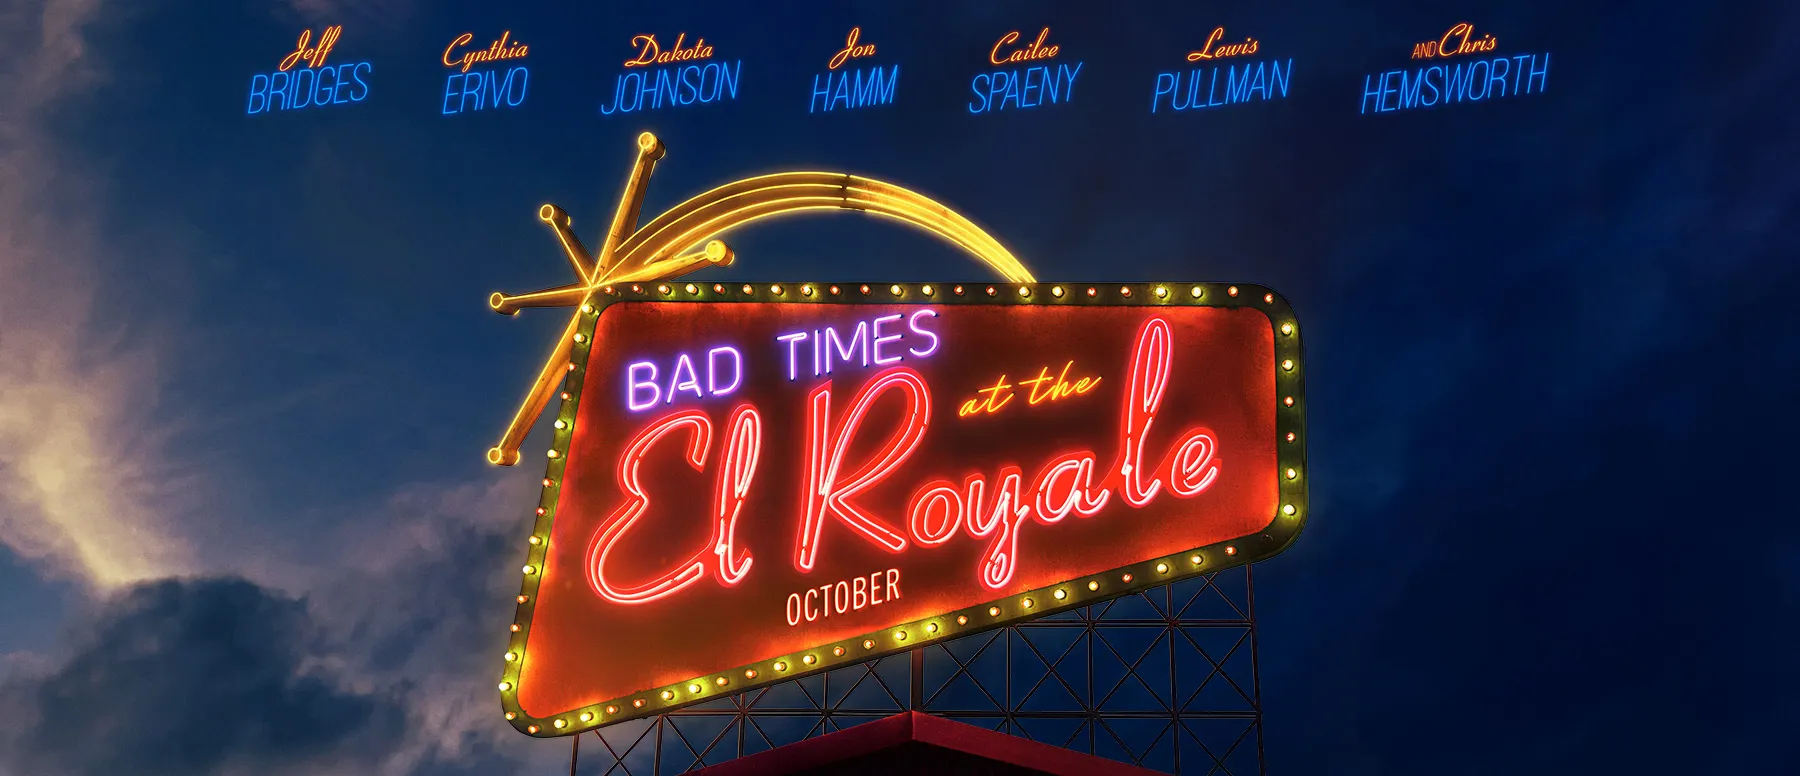 Jeff BRIDGES
Cynthia ERIVO
Dakota JOHNSON
Jon HAMM
Cailee SPAENY
Lewis PULLMAN
AND Chris HEMSWORTH
BAD TIMES
at the
El Royale
OCTOBER